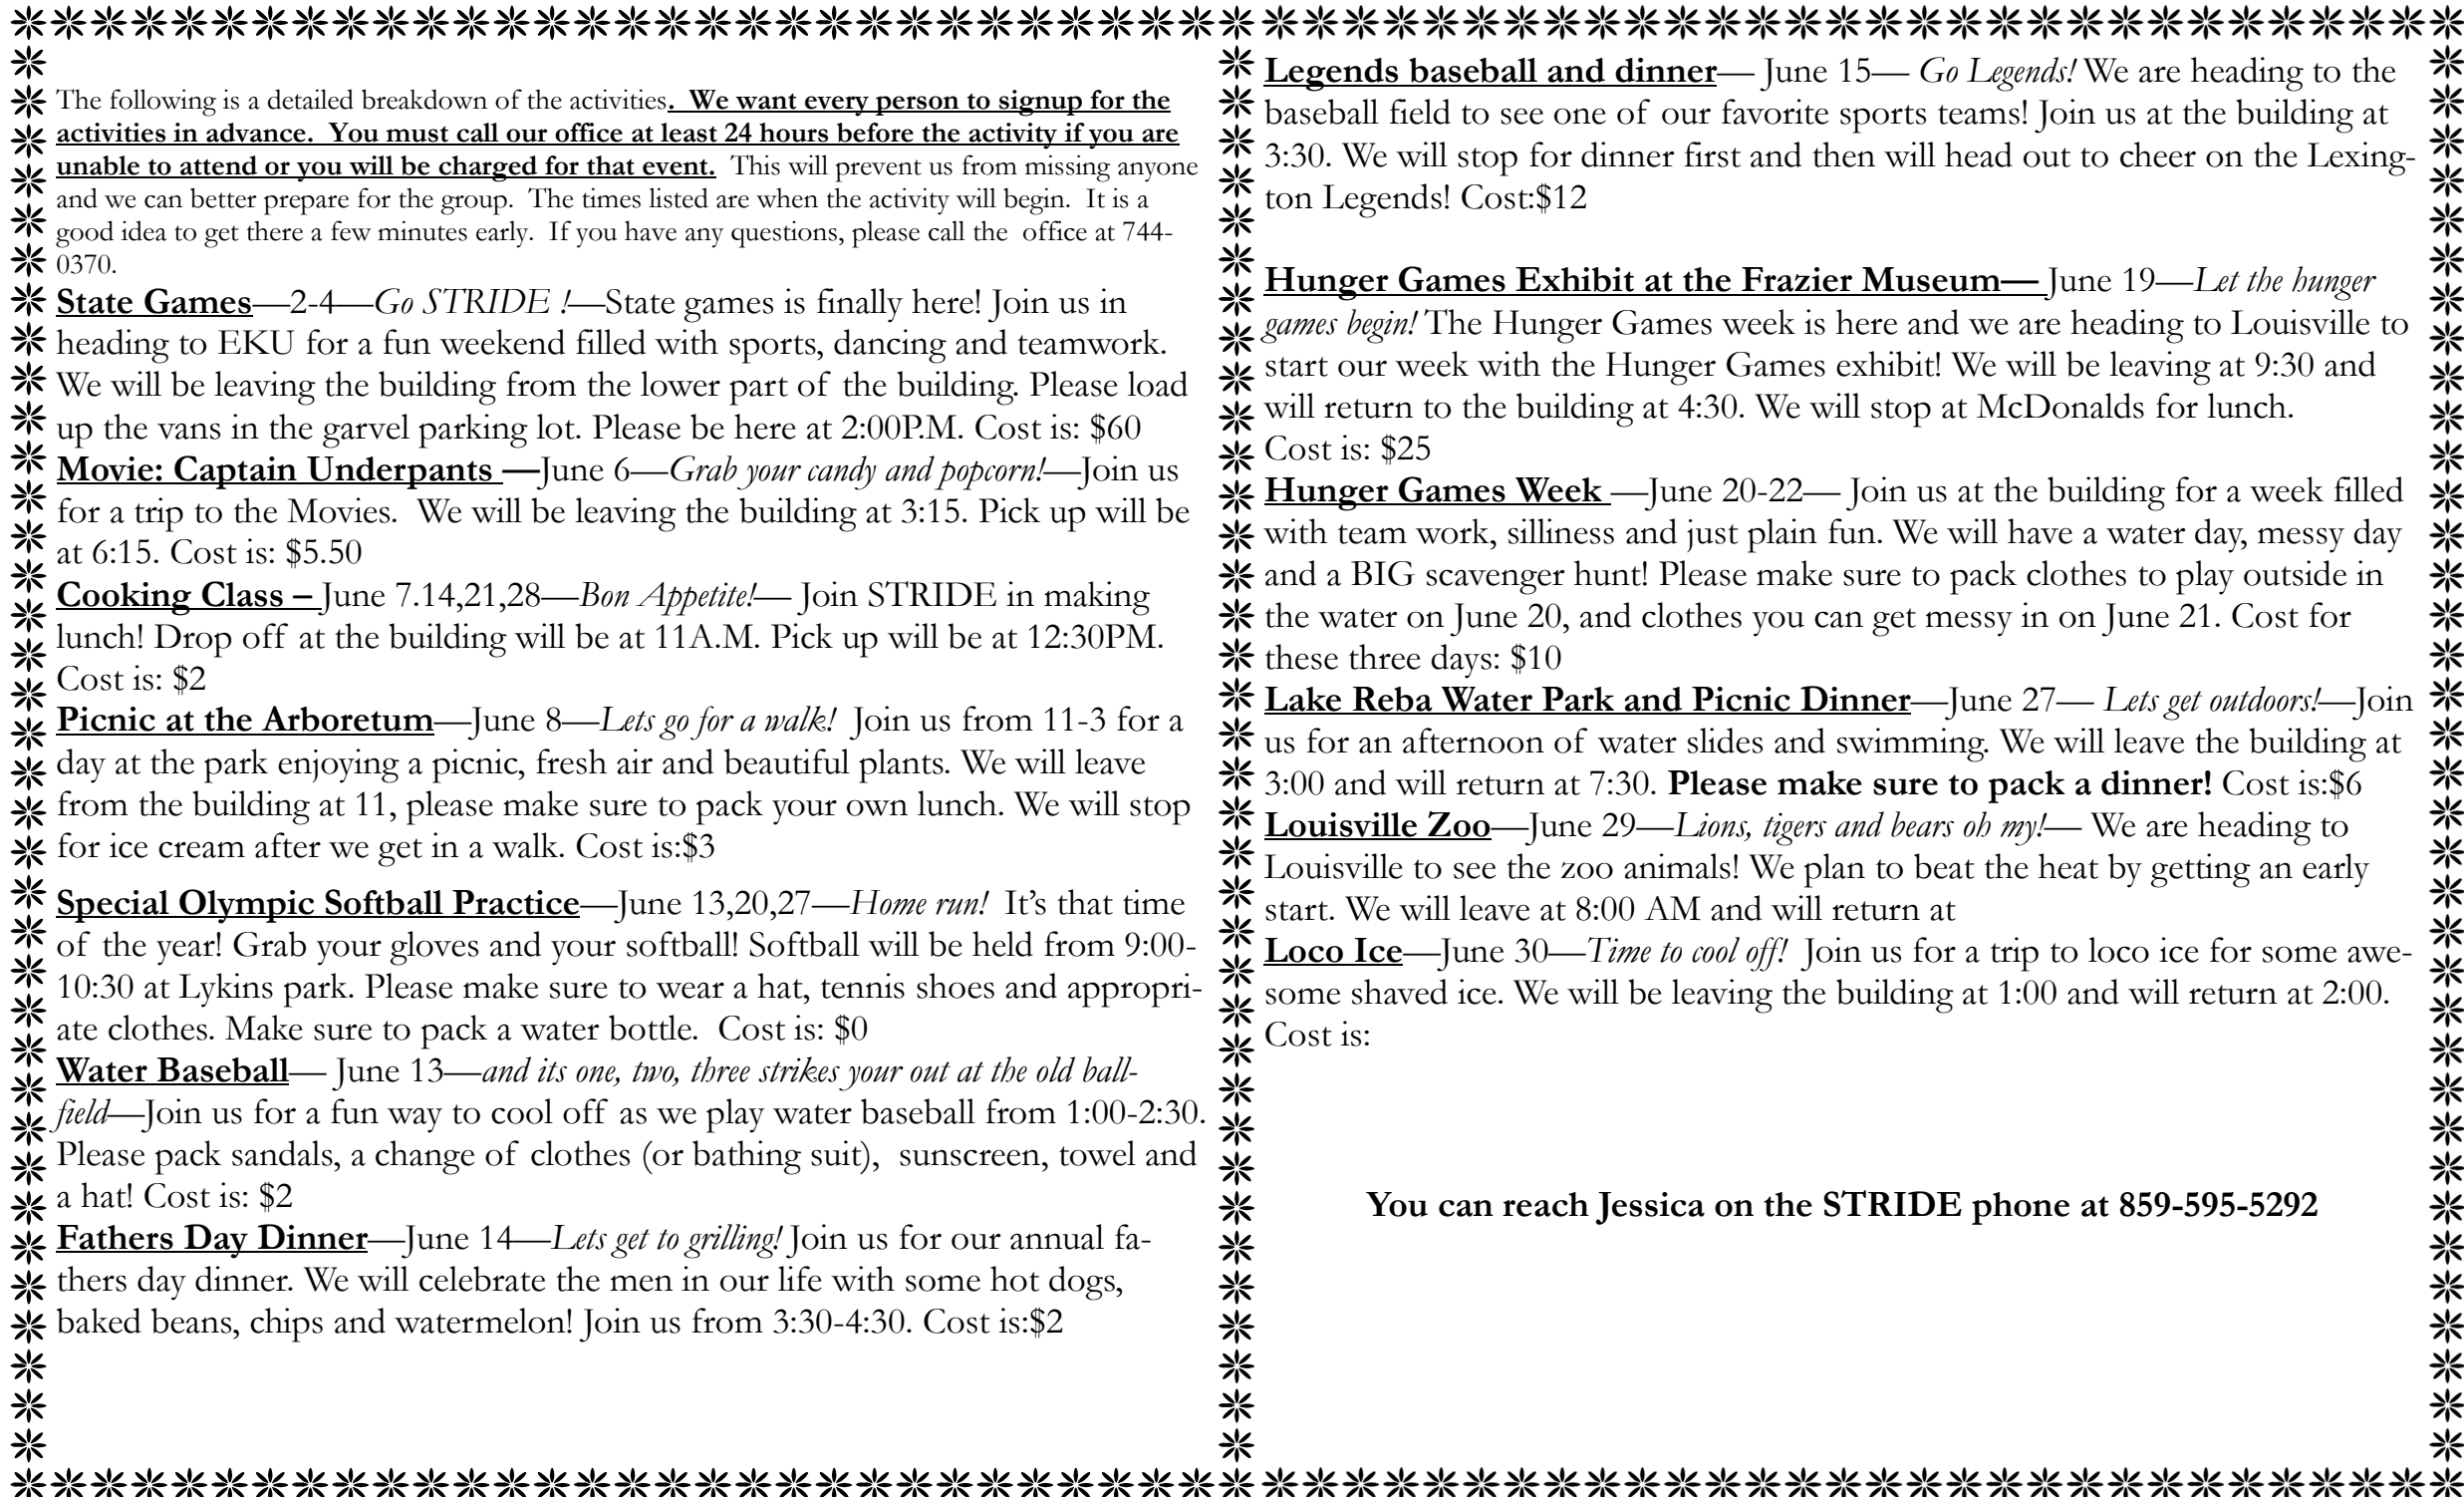 The following is a detailed breakdown of the activities.  We want every person to signup for the
activities in advance.  You must call our office at least 24 hours before the activity if you are
unable to attend or you will be charged for that event.  This will prevent us from missing anyone
and we can better prepare for the group.  The times listed are when the activity will begin.  It is a
good idea to get there a few minutes early.  If you have any questions, please call the  office at 744-
0370.
State Games—2-4—Go STRIDE !—State games is finally here! Join us in
heading to EKU for a fun weekend filled with sports, dancing and teamwork.
We will be leaving the building from the lower part of the building. Please load
up the vans in the garvel parking lot. Please be here at 2:00P.M. Cost is: $60
Movie: Captain Underpants —June 6—Grab your candy and popcorn!—Join us
for a trip to the Movies.  We will be leaving the building at 3:15. Pick up will be
at 6:15. Cost is: $5.50
Cooking Class – June 7.14,21,28—Bon Appetite!— Join STRIDE in making
lunch! Drop off at the building will be at 11A.M. Pick up will be at 12:30PM.
Cost is: $2
Picnic at the Arboretum—June 8—Lets go for a walk!  Join us from 11-3 for a
day at the park enjoying a picnic, fresh air and beautiful plants. We will leave
from the building at 11, please make sure to pack your own lunch. We will stop
for ice cream after we get in a walk. Cost is:$3
Special Olympic Softball Practice—June 13,20,27—Home run!  It’s that time
of the year! Grab your gloves and your softball! Softball will be held from 9:00-
10:30 at Lykins park. Please make sure to wear a hat, tennis shoes and appropri-
ate clothes. Make sure to pack a water bottle.  Cost is: $0
Water Baseball— June 13—and its one, two, three strikes your out at the old ball-
field—Join us for a fun way to cool off as we play water baseball from 1:00-2:30.
Please pack sandals, a change of clothes (or bathing suit),  sunscreen, towel and
a hat! Cost is: $2
Fathers Day Dinner—June 14—Lets get to grilling! Join us for our annual fa-
thers day dinner. We will celebrate the men in our life with some hot dogs,
baked beans, chips and watermelon! Join us from 3:30-4:30. Cost is:$2
Legends baseball and dinner— June 15— Go Legends! We are heading to the
baseball field to see one of our favorite sports teams! Join us at the building at
3:30. We will stop for dinner first and then will head out to cheer on the Lexing-
ton Legends! Cost:$12
Hunger Games Exhibit at the Frazier Museum— June 19—Let the hunger
games begin! The Hunger Games week is here and we are heading to Louisville to
start our week with the Hunger Games exhibit! We will be leaving at 9:30 and
will return to the building at 4:30. We will stop at McDonalds for lunch.
Cost is: $25
Hunger Games Week —June 20-22— Join us at the building for a week filled
with team work, silliness and just plain fun. We will have a water day, messy day
and a BIG scavenger hunt! Please make sure to pack clothes to play outside in
the water on June 20, and clothes you can get messy in on June 21. Cost for
these three days: $10
Lake Reba Water Park and Picnic Dinner—June 27— Lets get outdoors!—Join
us for an afternoon of water slides and swimming. We will leave the building at
3:00 and will return at 7:30. Please make sure to pack a dinner! Cost is:$6
Louisville Zoo—June 29—Lions, tigers and bears oh my!— We are heading to
Louisville to see the zoo animals! We plan to beat the heat by getting an early
start. We will leave at 8:00 AM and will return at
Loco Ice—June 30—Time to cool off!  Join us for a trip to loco ice for some awe-
some shaved ice. We will be leaving the building at 1:00 and will return at 2:00.
Cost is:
You can reach Jessica on the STRIDE phone at 859-595-5292